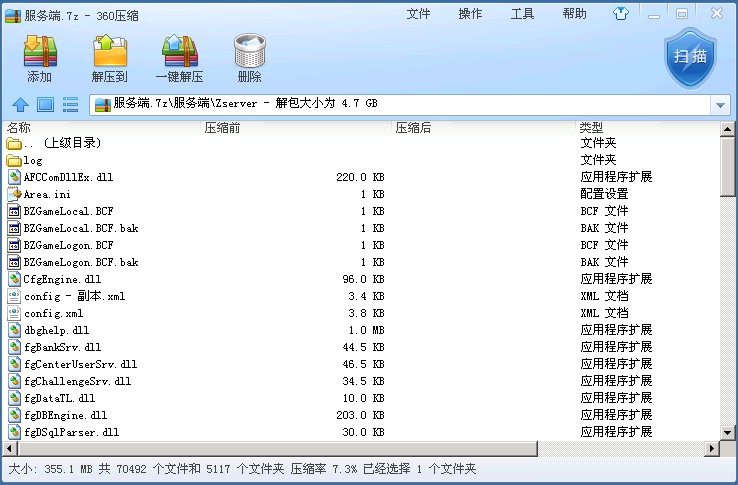 服务端.7z - 360压缩 文件 操作 工具 帮助
添加 解压到 一键解压 删除 扫描
服务端.7z\服务端\Zserver - 解包大小为 4.7 GB
名称 压缩前 压缩后 类型
.. (上级目录) 文件夹
log 文件夹
AFCComDllEx.dll 220.0 KB 应用程序扩展
Area.ini 1 KB 配置设置
BZGameLocal.BCF 1 KB BCF 文件
BZGameLocal.BCF.bak 1 KB BAK 文件
BZGameLogon.BCF 1 KB BCF 文件
BZGameLogon.BCF.bak 1 KB BAK 文件
CfgEngine.dll 96.0 KB 应用程序扩展
config - 副本.xml 3.4 KB XML 文档
config.xml 3.8 KB XML 文档
dbghelp.dll 1.0 MB 应用程序扩展
fgBankSrv.dll 44.5 KB 应用程序扩展
fgCenterUserSrv.dll 46.5 KB 应用程序扩展
fgChallengeSrv.dll 34.5 KB 应用程序扩展
fgDataTL.dll 10.0 KB 应用程序扩展
fgDBEngine.dll 203.0 KB 应用程序扩展
fgDSqlParser.dll 30.0 KB 应用程序扩展
大小: 355.1 MB 共 70492 个文件和 5117 个文件夹 压缩率 7.3% 已经选择 1 个文件夹